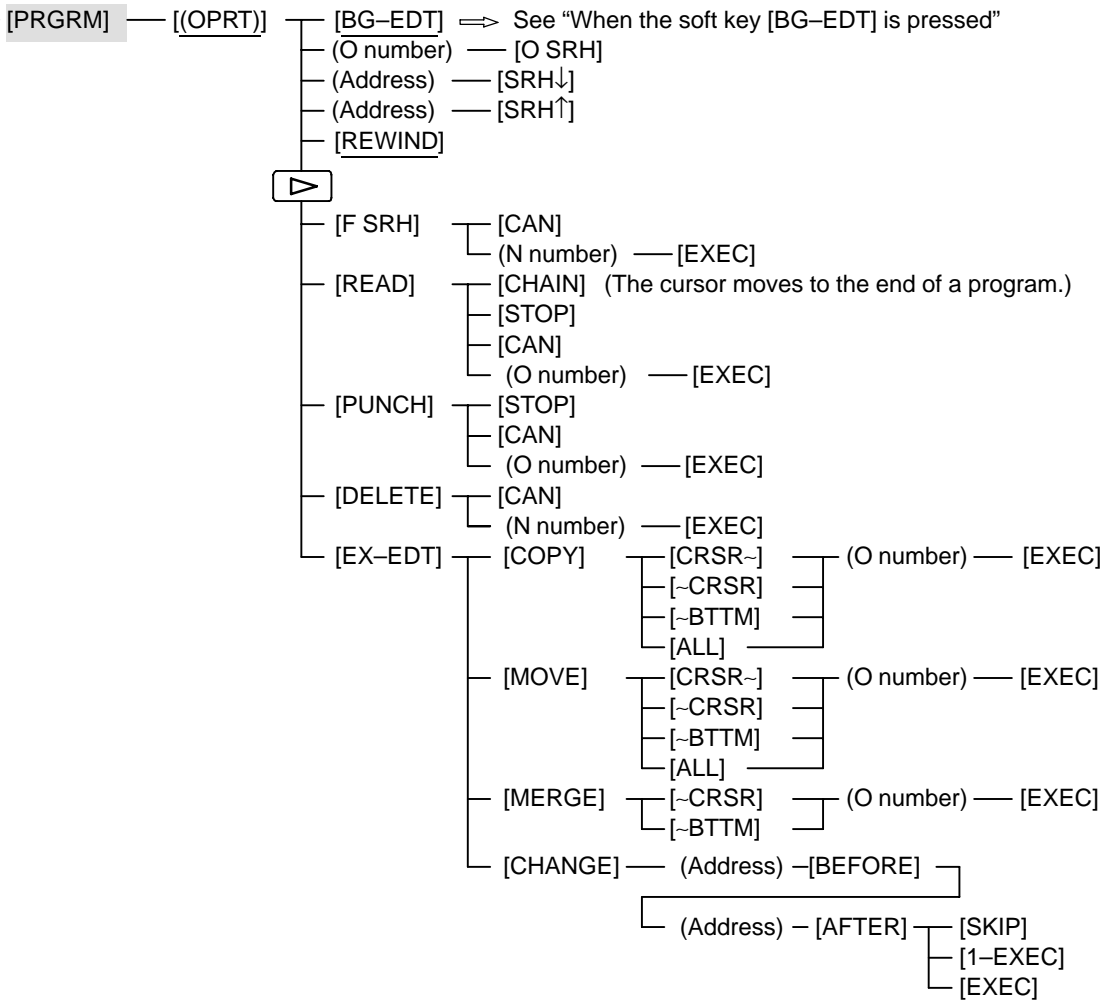 [PRGRM] [(OPRT)] [BG–EDT] ⟹ See “When the soft key [BG–EDT] is pressed”
(O number) [O SRH]
(Address) [SRH↓]
(Address) [SRH↑]
[REWIND]
[F SRH] [CAN]
(N number) [EXEC]
[READ] [CHAIN] (The cursor moves to the end of a program.)
[STOP]
[CAN]
(O number) [EXEC]
[PUNCH] [STOP]
[CAN]
(O number) [EXEC]
[DELETE] [CAN]
(N number) [EXEC]
[EX–EDT] [COPY] [CRSR~] (O number) [EXEC]
[~CRSR]
[~BTTM]
[ALL]
[MOVE] [CRSR~] (O number) [EXEC]
[~CRSR]
[~BTTM]
[ALL]
[MERGE] [~CRSR] (O number) [EXEC]
[~BTTM]
[CHANGE] (Address) [BEFORE]
(Address) [AFTER] [SKIP]
[1–EXEC]
[EXEC]